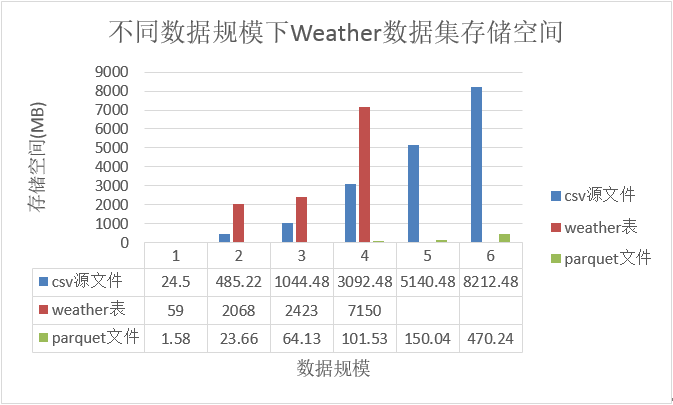 不同数据规模下Weather数据集存储空间
9000
8000
7000
6000
5000
4000
3000
2000
1000
0
存储空间(MB)
1 2 3 4 5 6
csv源文件 24.5 485.22 1044.48 3092.48 5140.48 8212.48
weather表 59 2068 2423 7150
parquet文件 1.58 23.66 64.13 101.53 150.04 470.24
数据规模
csv源文件
weather表
parquet文件